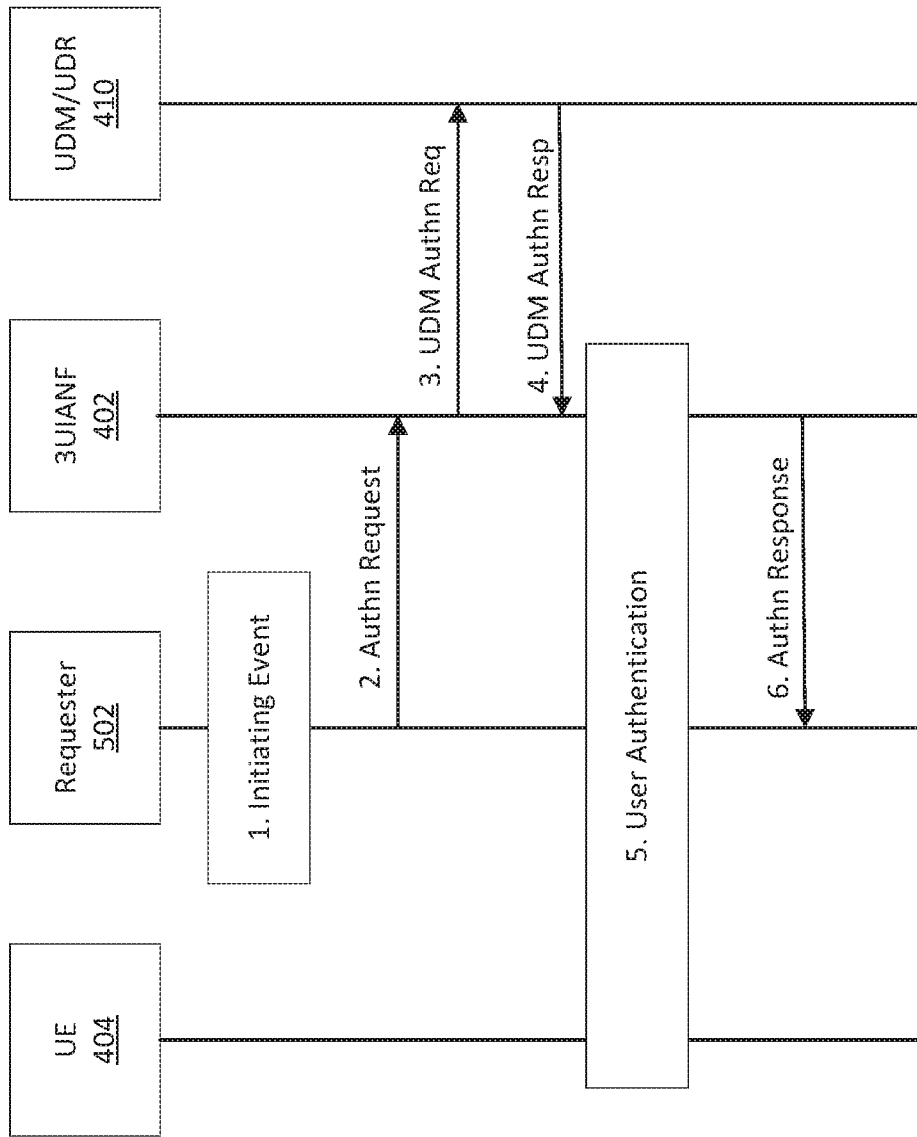 UE
404
Requester
502
3UIANF
402
UDM/UDR
410
1. Initiating Event
2. Authn Request
3. UDM Authn Req
4. UDM Authn Resp
5. User Authentication
6. Authn Response